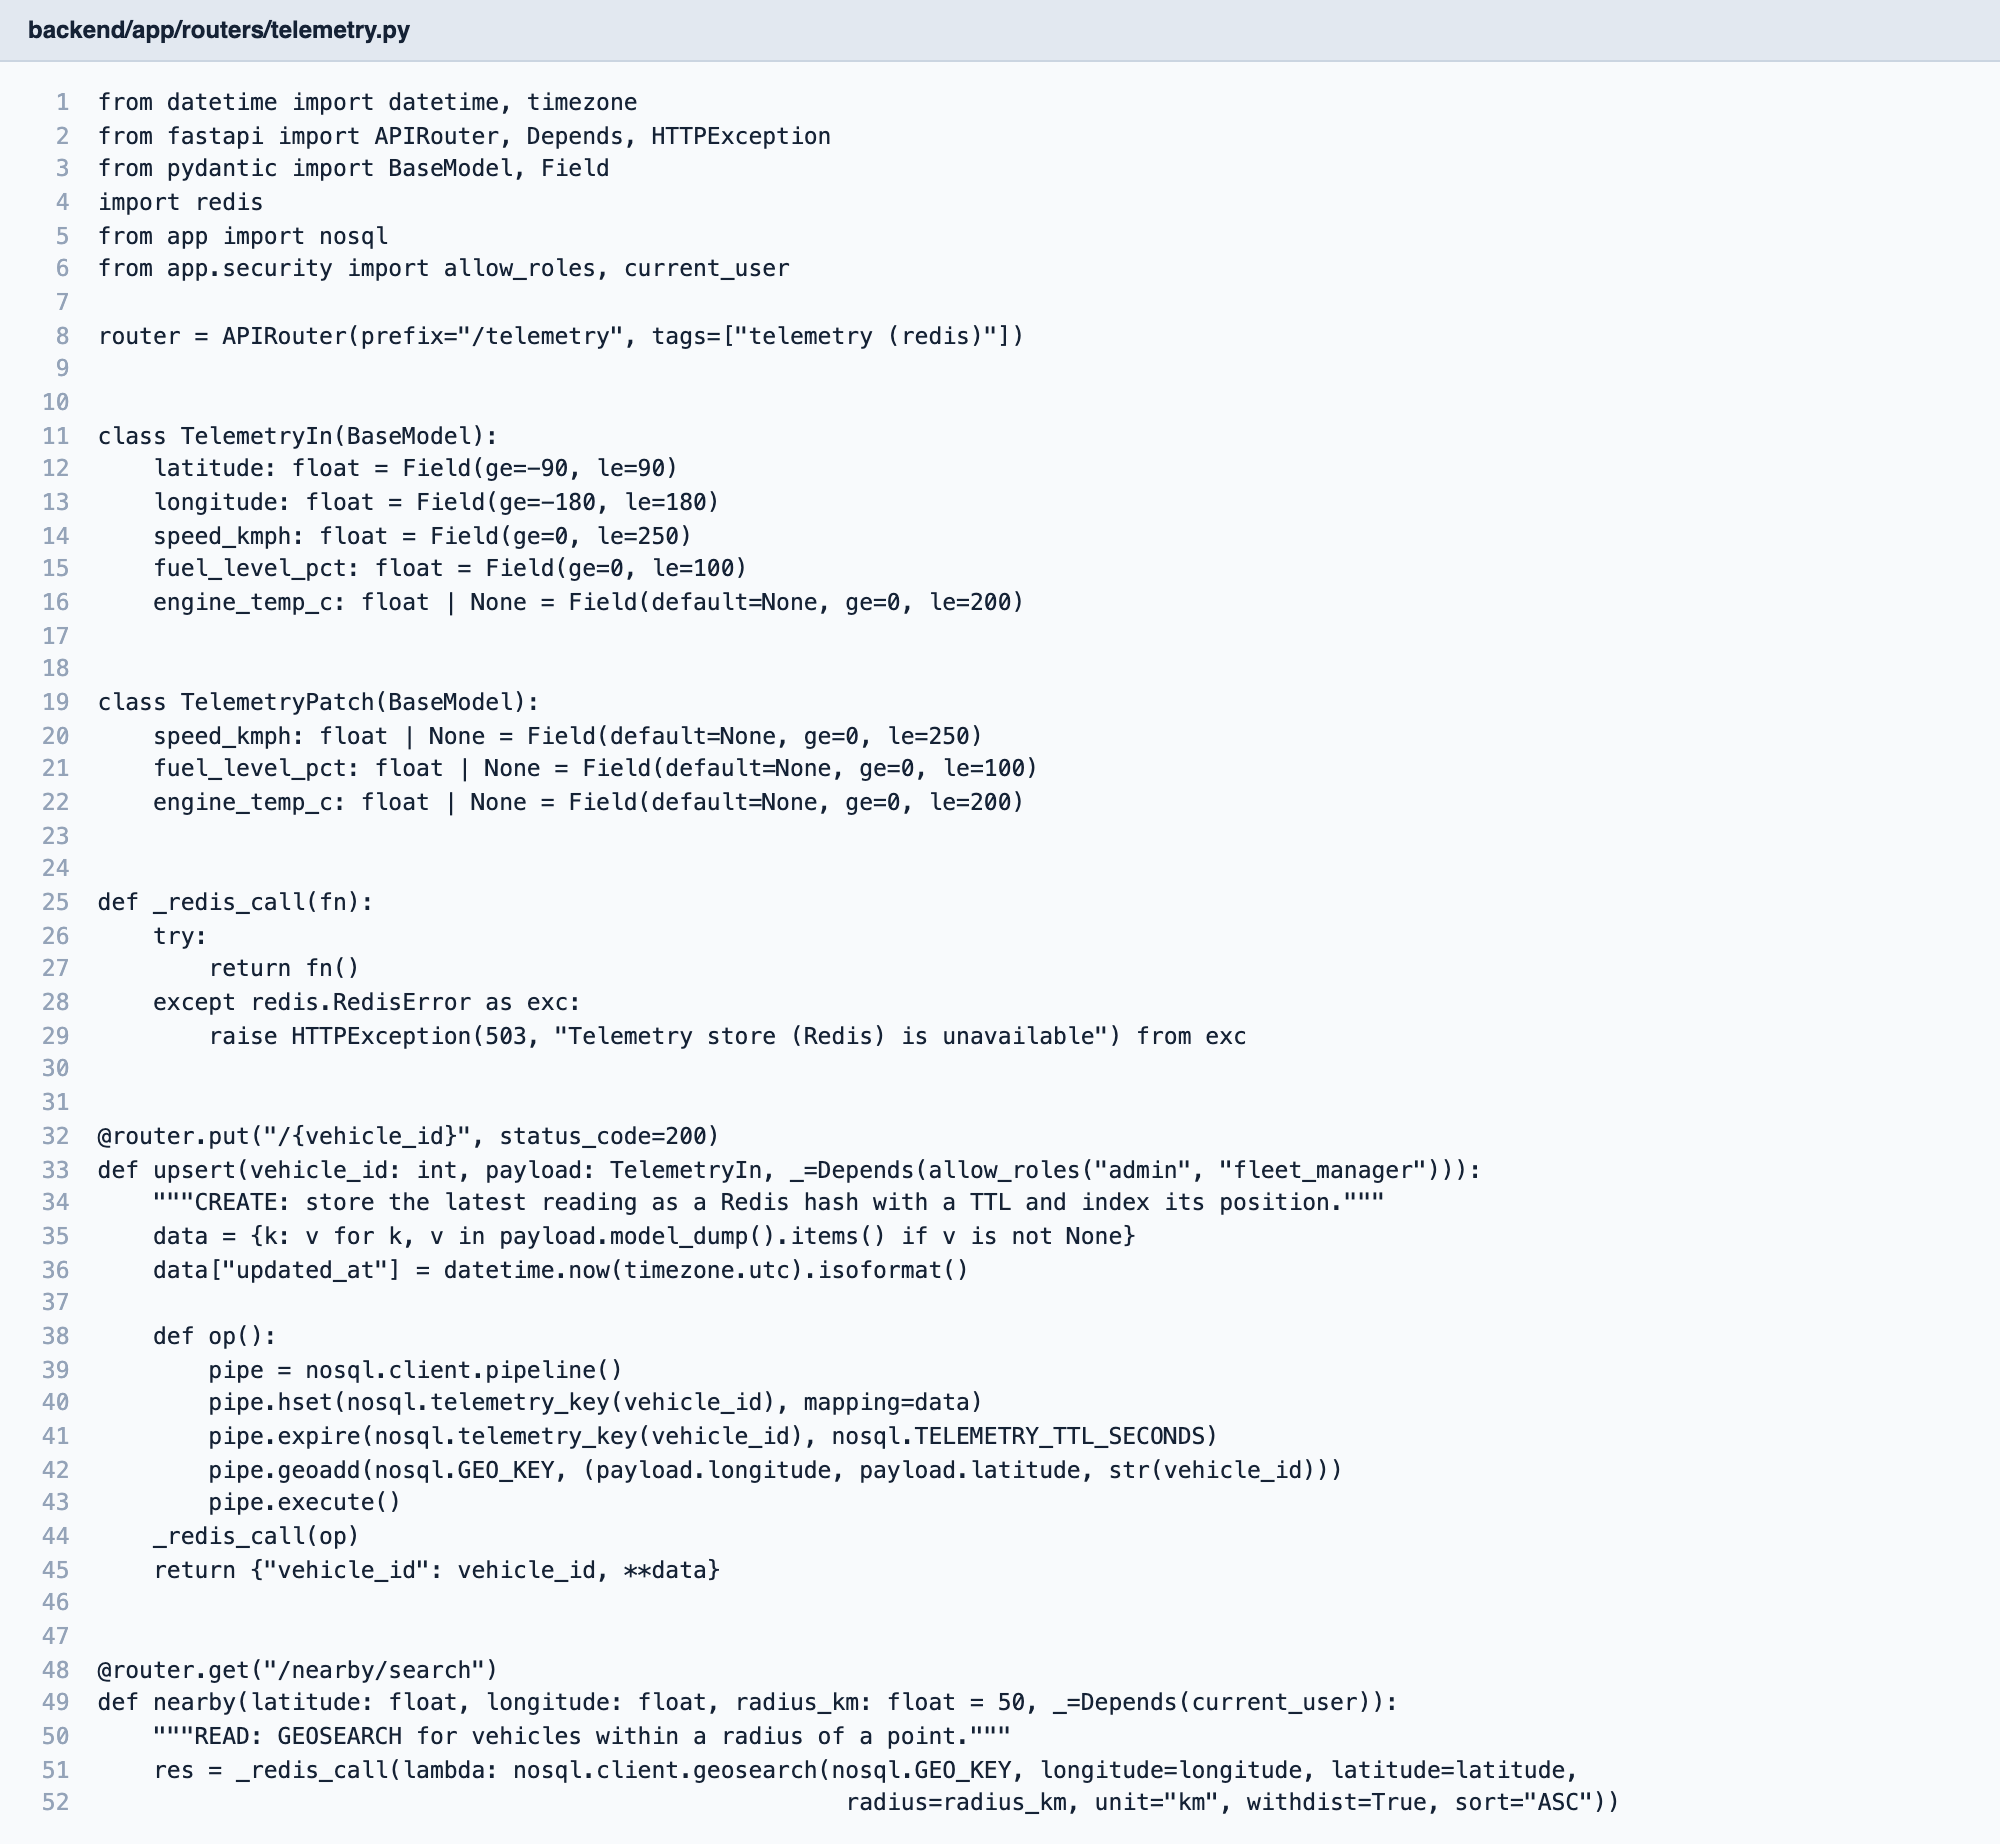 backend/app/routers/telemetry.py
1 from datetime import datetime, timezone
2 from fastapi import APIRouter, Depends, HTTPException
3 from pydantic import BaseModel, Field
4 import redis
5 from app import nosql
6 from app.security import allow_roles, current_user
7
8 router = APIRouter(prefix="/telemetry", tags=["telemetry (redis)"])
9
10
11 class TelemetryIn(BaseModel):
12     latitude: float = Field(ge=-90, le=90)
13     longitude: float = Field(ge=-180, le=180)
14     speed_kmph: float = Field(ge=0, le=250)
15     fuel_level_pct: float = Field(ge=0, le=100)
16     engine_temp_c: float | None = Field(default=None, ge=0, le=200)
17
18
19 class TelemetryPatch(BaseModel):
20     speed_kmph: float | None = Field(default=None, ge=0, le=250)
21     fuel_level_pct: float | None = Field(default=None, ge=0, le=100)
22     engine_temp_c: float | None = Field(default=None, ge=0, le=200)
23
24
25 def _redis_call(fn):
26     try:
27         return fn()
28     except redis.RedisError as exc:
29         raise HTTPException(503, "Telemetry store (Redis) is unavailable") from exc
30
31
32 @router.put("/{vehicle_id}", status_code=200)
33 def upsert(vehicle_id: int, payload: TelemetryIn, _=Depends(allow_roles("admin", "fleet_manager"))):
34     """CREATE: store the latest reading as a Redis hash with a TTL and index its position."""
35     data = {k: v for k, v in payload.model_dump().items() if v is not None}
36     data["updated_at"] = datetime.now(timezone.utc).isoformat()
37
38     def op():
39         pipe = nosql.client.pipeline()
40         pipe.hset(nosql.telemetry_key(vehicle_id), mapping=data)
41         pipe.expire(nosql.telemetry_key(vehicle_id), nosql.TELEMETRY_TTL_SECONDS)
42         pipe.geoadd(nosql.GEO_KEY, (payload.longitude, payload.latitude, str(vehicle_id)))
43         pipe.execute()
44     _redis_call(op)
45     return {"vehicle_id": vehicle_id, **data}
46
47
48 @router.get("/nearby/search")
49 def nearby(latitude: float, longitude: float, radius_km: float = 50, _=Depends(current_user)):
50     """READ: GEOSEARCH for vehicles within a radius of a point."""
51     res = _redis_call(lambda: nosql.client.geosearch(nosql.GEO_KEY, longitude=longitude, latitude=latitude,
52                                                       radius=radius_km, unit="km", withdist=True, sort="ASC"))